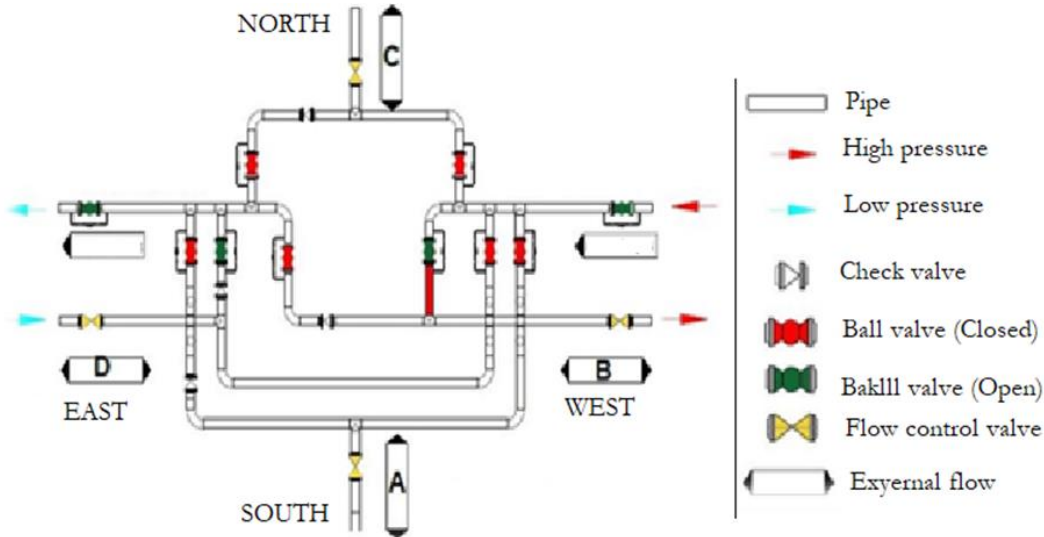 NORTH
C
D
EAST
B
WEST
A
SOUTH
Pipe
High pressure
Low pressure
Check valve
Ball valve (Closed)
Baklll valve (Open)
Flow control valve
Exyernal flow